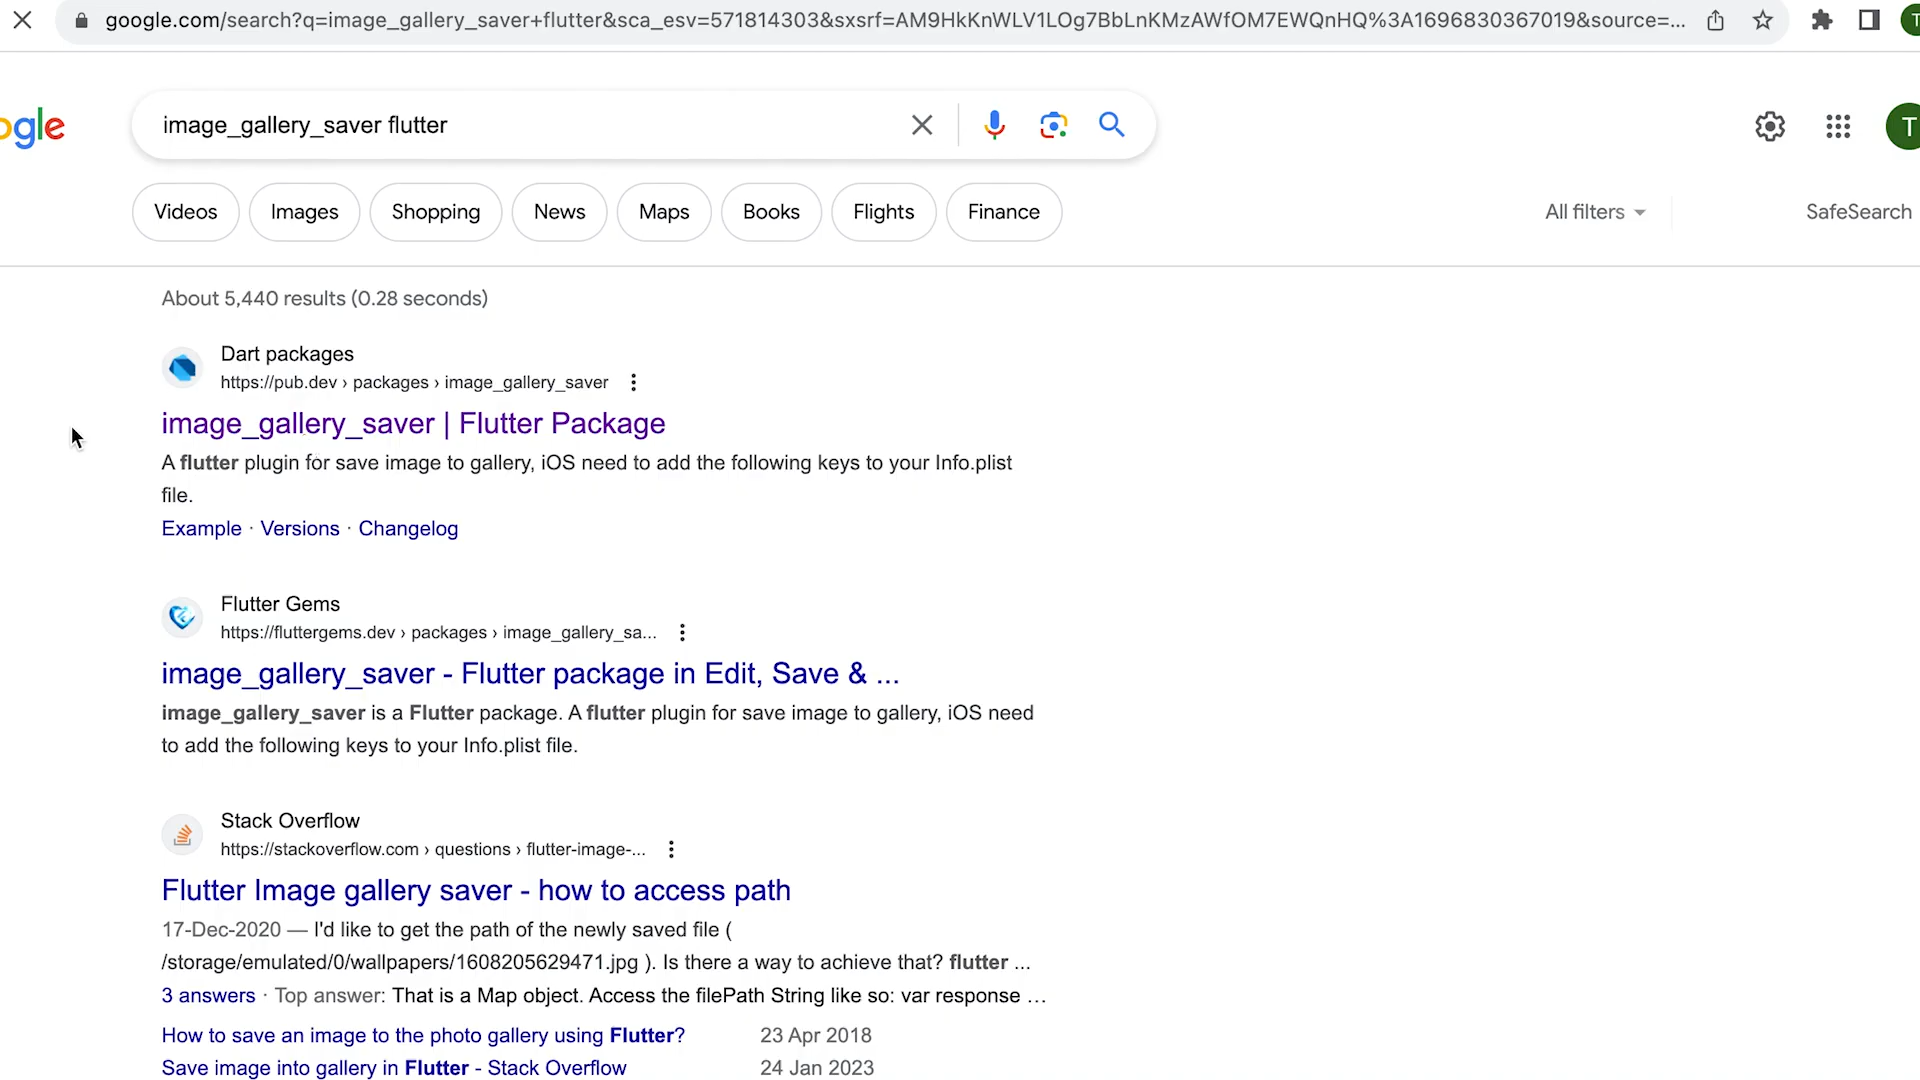 google.com/search?q=image_gallery_saver+flutter&sca_esv=571814303&sxsrf=AM9HkKnWLV1LOg7BbLnKMzAWfOM7EWQnHQ%3A1696830367019&source=...
T
ogle
image_gallery_saver flutter
T
Videos
Images
Shopping
News
Maps
Books
Flights
Finance
All filters
SafeSearch
About 5,440 results (0.28 seconds)
Dart packages
https://pub.dev › packages › image_gallery_saver
image_gallery_saver | Flutter Package
A flutter plugin for save image to gallery, iOS need to add the following keys to your Info.plist
file.
Example · Versions · Changelog
Flutter Gems
https://fluttergems.dev › packages › image_gallery_sa...
image_gallery_saver - Flutter package in Edit, Save & ...
image_gallery_saver is a Flutter package. A flutter plugin for save image to gallery, iOS need
to add the following keys to your Info.plist file.
Stack Overflow
https://stackoverflow.com › questions › flutter-image-...
Flutter Image gallery saver - how to access path
17-Dec-2020 — I'd like to get the path of the newly saved file (
/storage/emulated/0/wallpapers/1608205629471.jpg ). Is there a way to achieve that? flutter ...
3 answers · Top answer: That is a Map object. Access the filePath String like so: var response ...
How to save an image to the photo gallery using Flutter? 23 Apr 2018
Save image into gallery in Flutter - Stack Overflow 24 Jan 2023